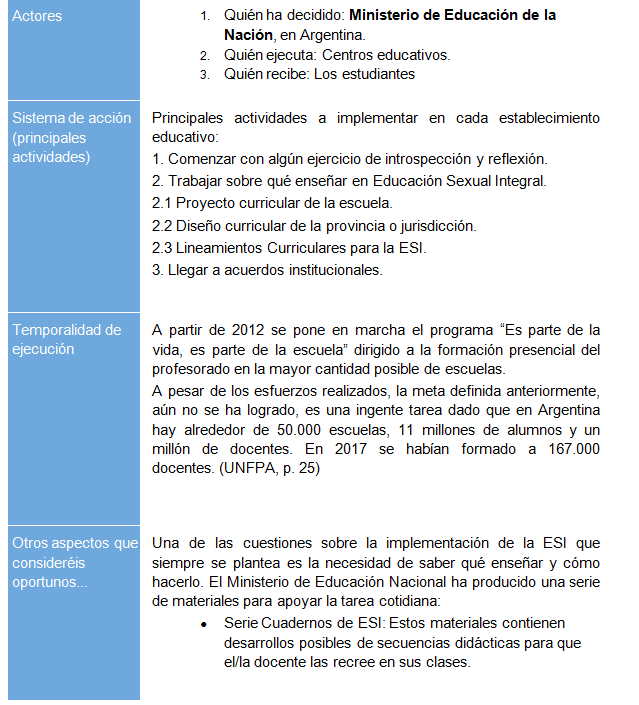 Actores
1. Quién ha decidido: Ministerio de Educación de la
Nación, en Argentina.
2. Quién ejecuta: Centros educativos.
3. Quién recibe: Los estudiantes
Sistema de acción
(principales
actividades)
Principales actividades a implementar en cada establecimiento
educativo:
1. Comenzar con algún ejercicio de introspección y reflexión.
2. Trabajar sobre qué enseñar en Educación Sexual Integral.
2.1 Proyecto curricular de la escuela.
2.2 Diseño curricular de la provincia o jurisdicción.
2.3 Lineamientos Curriculares para la ESI.
3. Llegar a acuerdos institucionales.
Temporalidad de
ejecución
A partir de 2012 se pone en marcha el programa “Es parte de la
vida, es parte de la escuela” dirigido a la formación presencial del
profesorado en la mayor cantidad posible de escuelas.
A pesar de los esfuerzos realizados, la meta definida anteriormente,
aún no se ha logrado, es una ingente tarea dado que en Argentina
hay alrededor de 50.000 escuelas, 11 millones de alumnos y un
millón de docentes. En 2017 se habían formado a 167.000
docentes. (UNFPA, p. 25)
Otros aspectos que
consideréis
oportunos...
Una de las cuestiones sobre la implementación de la ESI que
siempre se plantea es la necesidad de saber qué enseñar y cómo
hacerlo. El Ministerio de Educación Nacional ha producido una serie
de materiales para apoyar la tarea cotidiana:
• Serie Cuadernos de ESI: Estos materiales contienen
desarrollos posibles de secuencias didácticas para que
el/la docente las recree en sus clases.